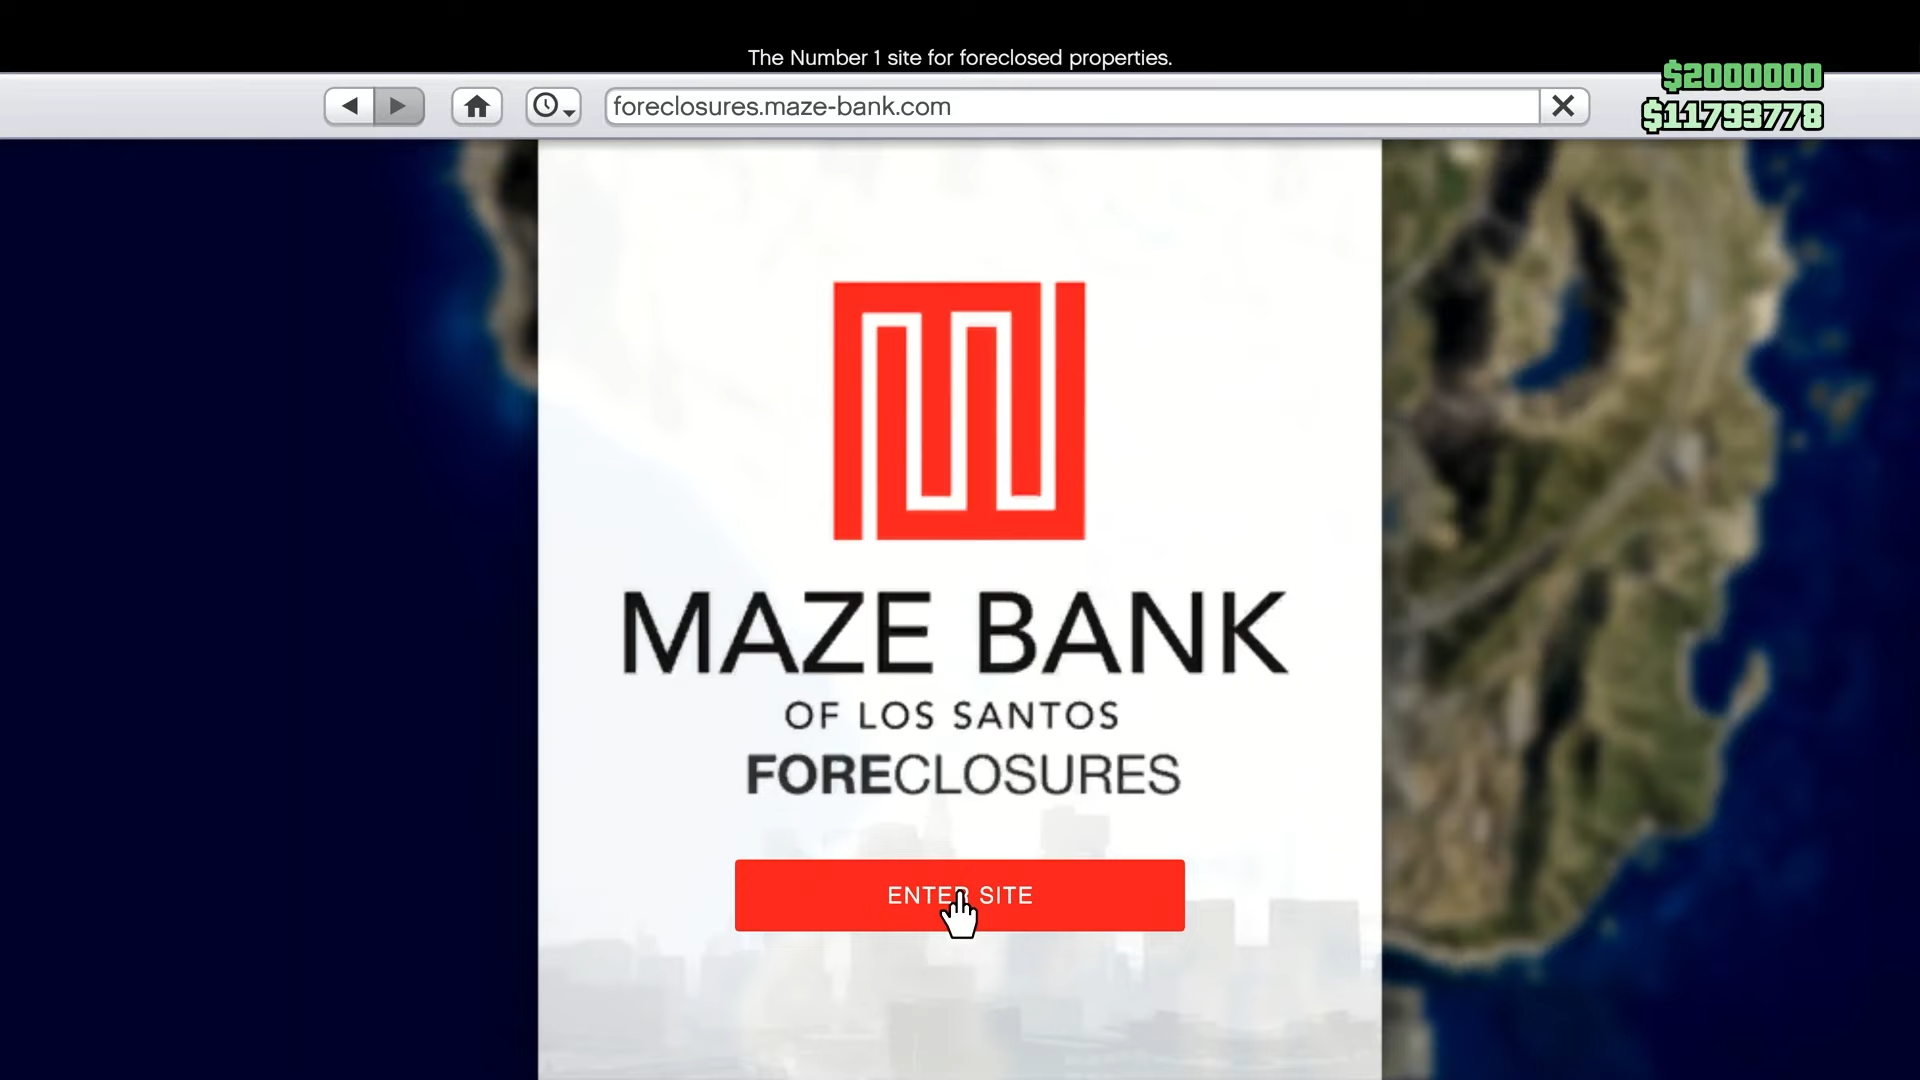 The Number 1 site for foreclosed properties.
$2000000
foreclosures.maze-bank.com
$11793778
MAZE BANK
OF LOS SANTOS
FORECLOSURES
ENTER SITE